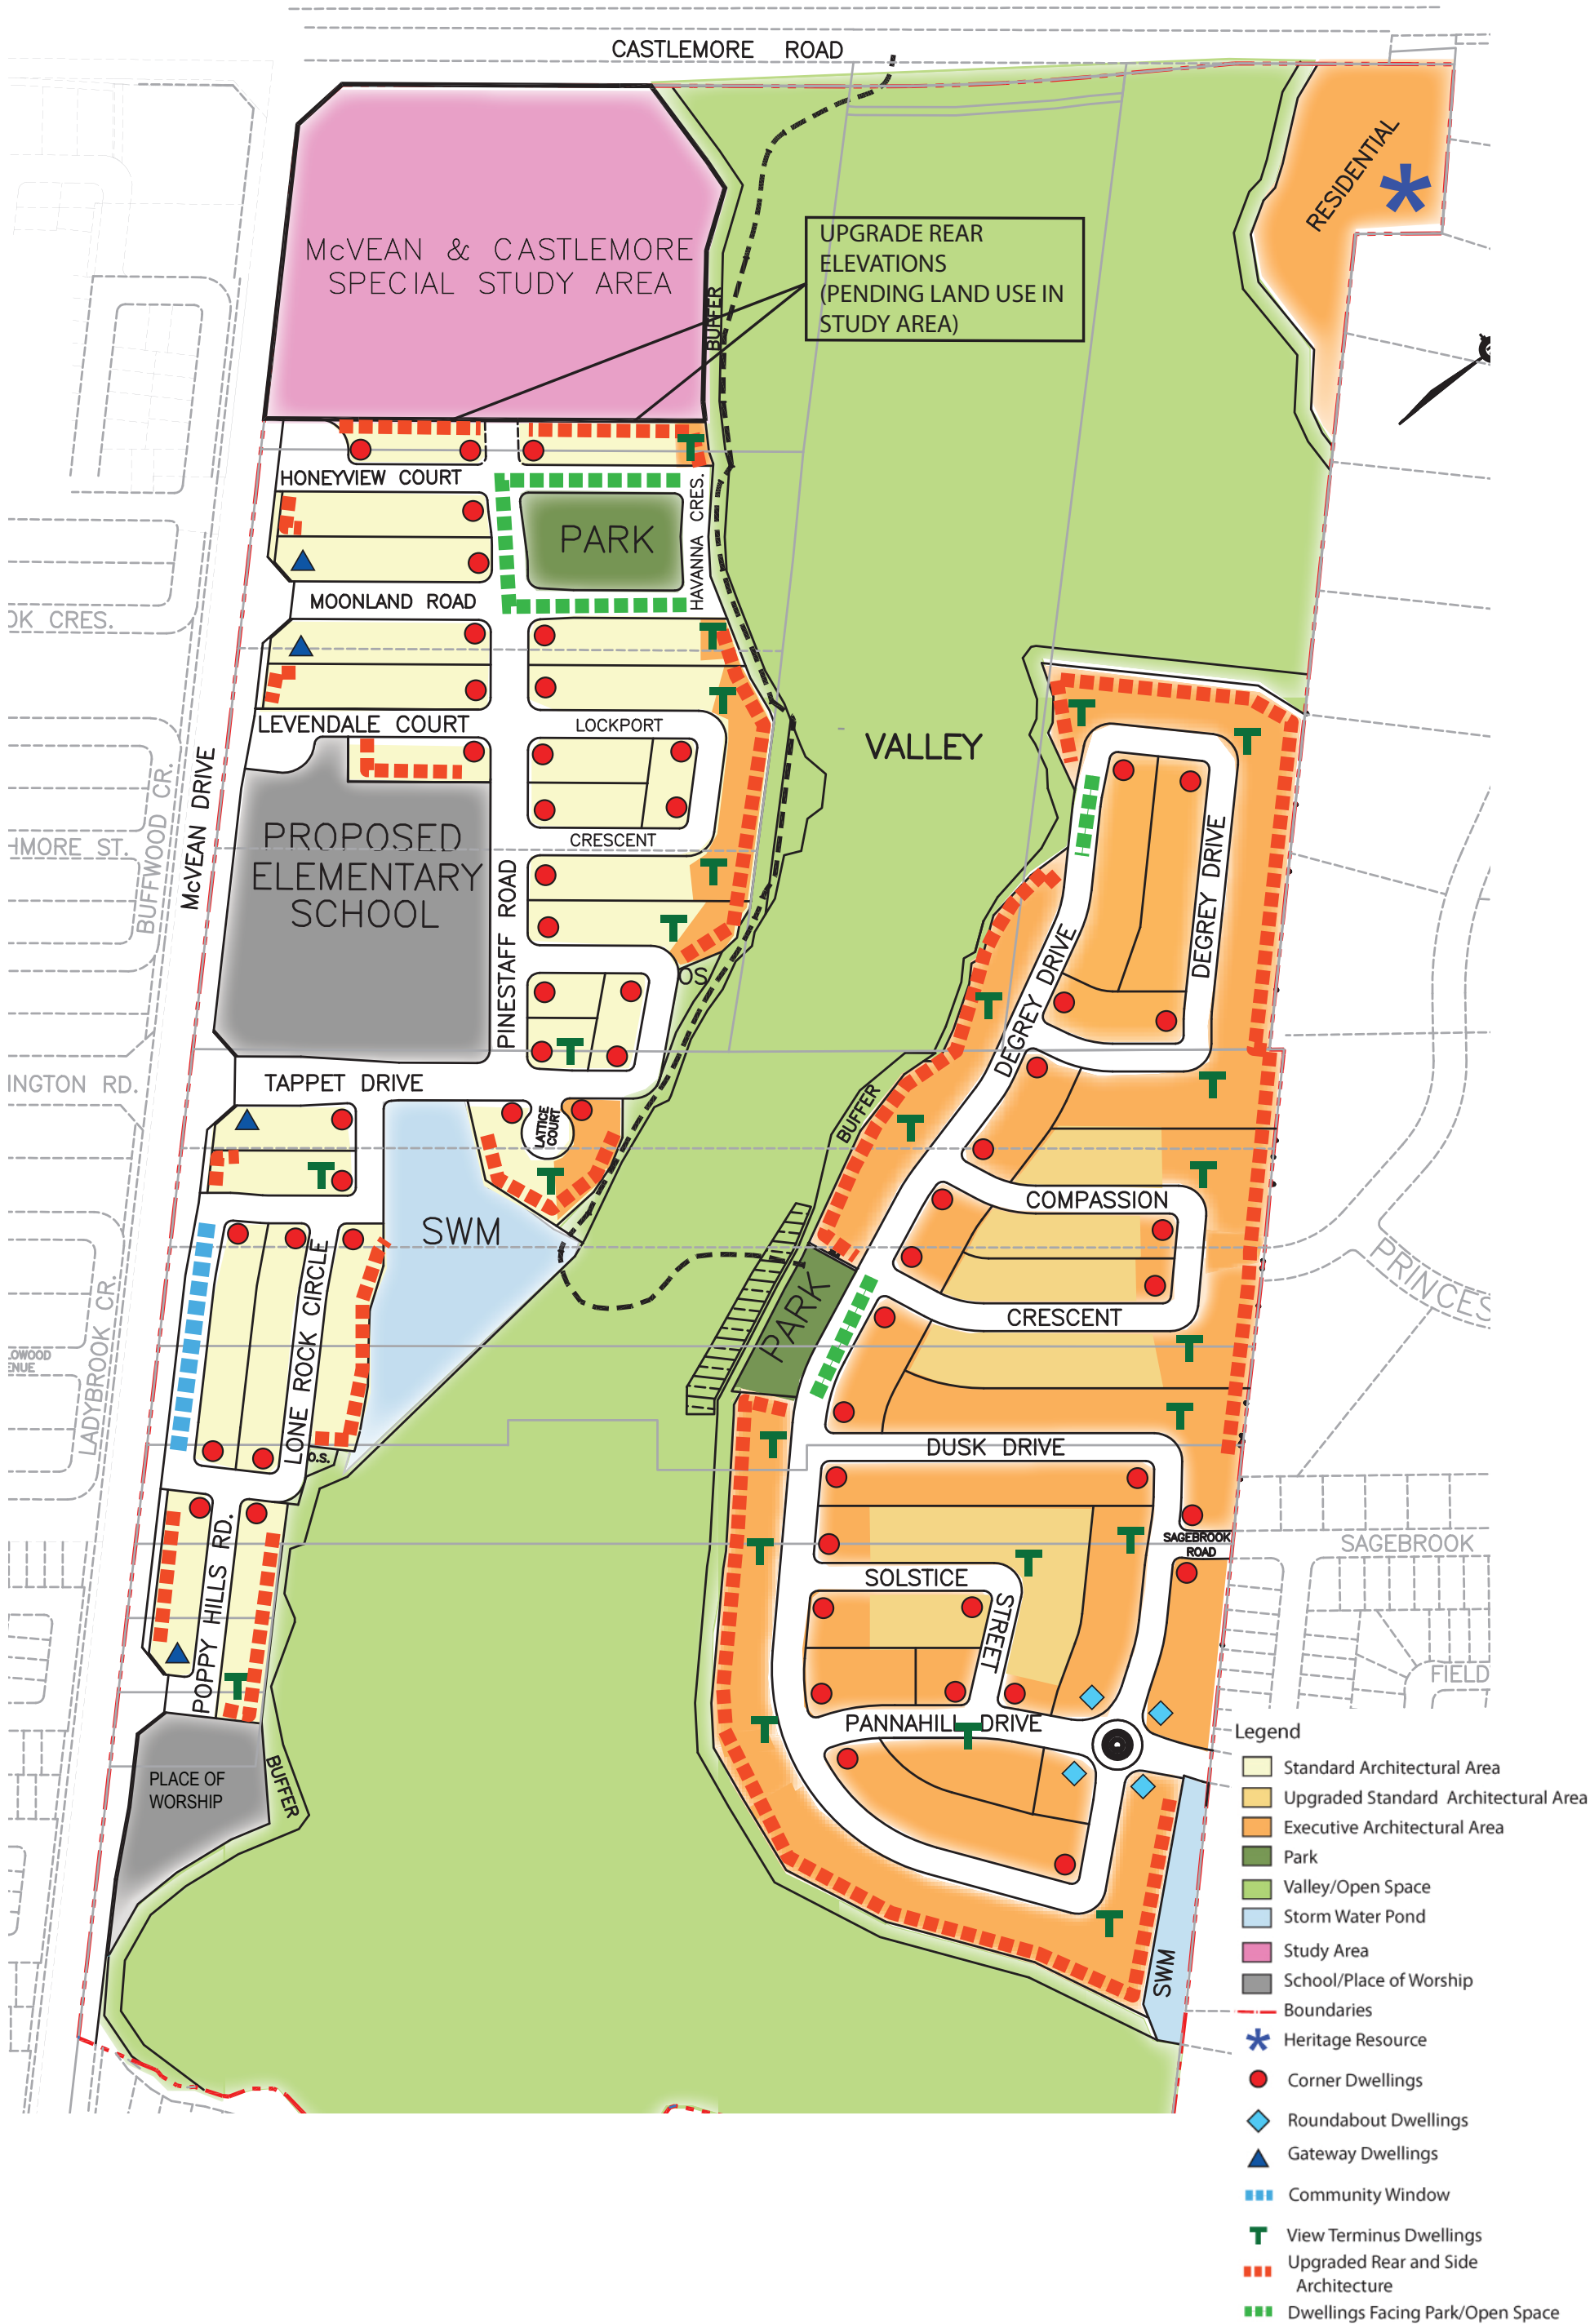 CASTLEMORE ROAD
RESIDENTIAL
McVEAN & CASTLEMORE
SPECIAL STUDY AREA
UPGRADE REAR
ELEVATIONS
(PENDING LAND USE IN
STUDY AREA)
BUFFER
HONEYVIEW COURT
PARK
HAVANNA CRES.
MOONLAND ROAD
OK CRES.
LEVENDALE COURT
LOCKPORT
VALLEY
McVEAN DRIVE
BUFFWOOD CR.
HMORE ST.
PROPOSED
ELEMENTARY
SCHOOL
CRESCENT
PINESTAFF ROAD
OS
DEGREY DRIVE
DEGREY DRIVE
INGTON RD.
TAPPET DRIVE
LATTICE
COURT
BUFFER
COMPASSION
SWM
PRINCES
PARK
CRESCENT
LONE ROCK CIRCLE
LADYBROOK CR.
LOWOOD
ENUE
O.S.
DUSK DRIVE
SAGEBROOK
ROAD
SAGEBROOK
POPPY HILLS RD.
SOLSTICE
STREET
FIELD
PANNAHILL DRIVE
PLACE OF
WORSHIP
BUFFER
SWM
Legend
Standard Architectural Area
Upgraded Standard Architectural Area
Executive Architectural Area
Park
Valley/Open Space
Storm Water Pond
Study Area
School/Place of Worship
Boundaries
Heritage Resource
Corner Dwellings
Roundabout Dwellings
Gateway Dwellings
Community Window
View Terminus Dwellings
Upgraded Rear and Side
Architecture
Dwellings Facing Park/Open Space